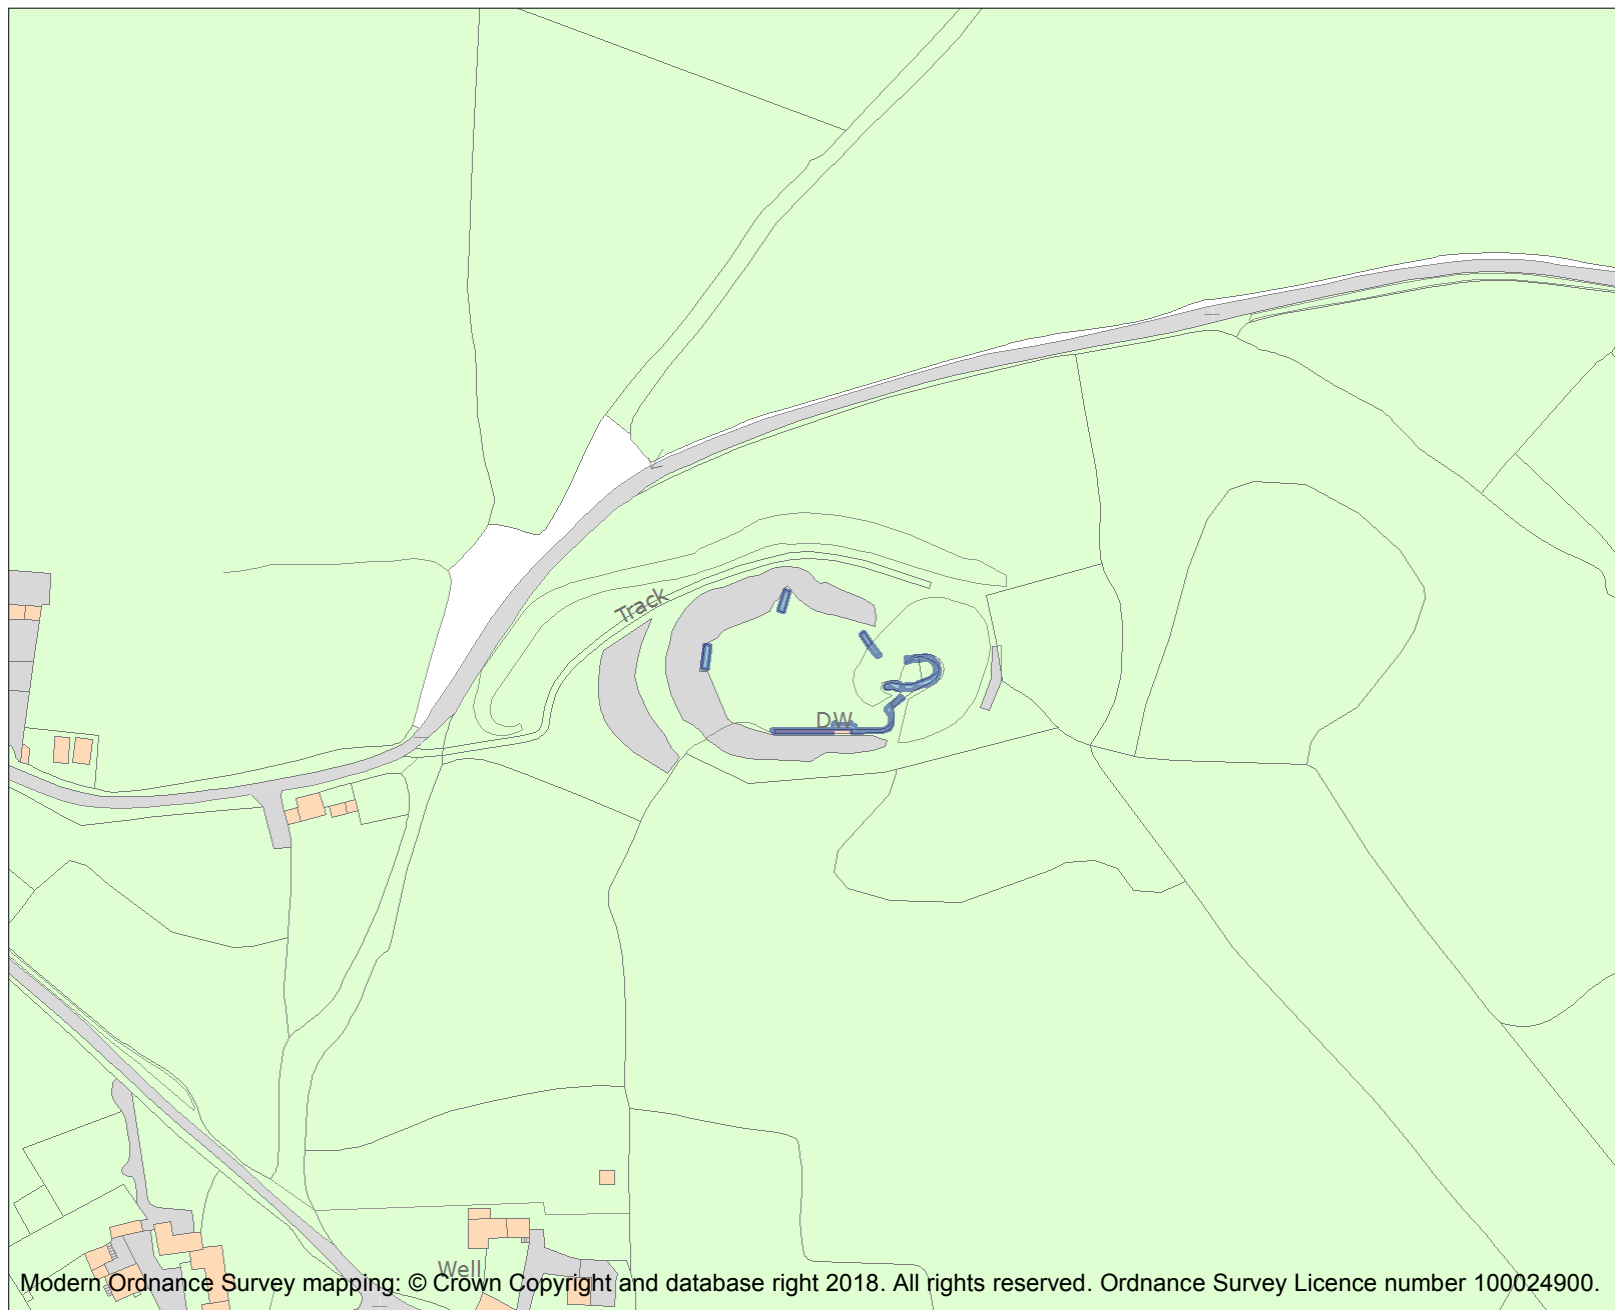 Track
DW
Well
Modern Ordnance Survey mapping: © Crown Copyright and database right 2018. All rights reserved. Ordnance Survey Licence number 100024900.